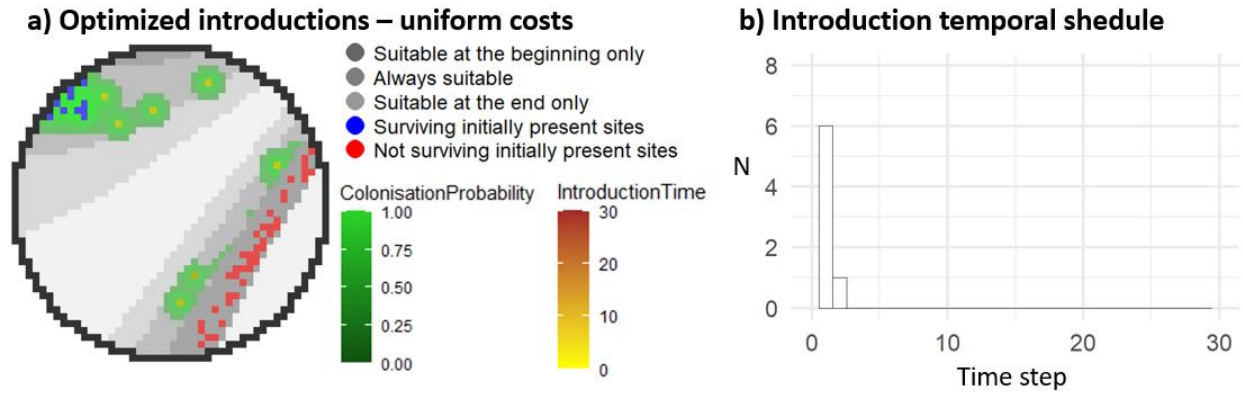 a) Optimized introductions – uniform costs
Suitable at the beginning only
Always suitable
Suitable at the end only
Surviving initially present sites
Not surviving initially present sites
ColonisationProbability
1.00
0.75
0.50
0.25
0.00
IntroductionTime
30
20
10
0
b) Introduction temporal shedule
8
6
4
2
0
N
0 10 20 30
Time step